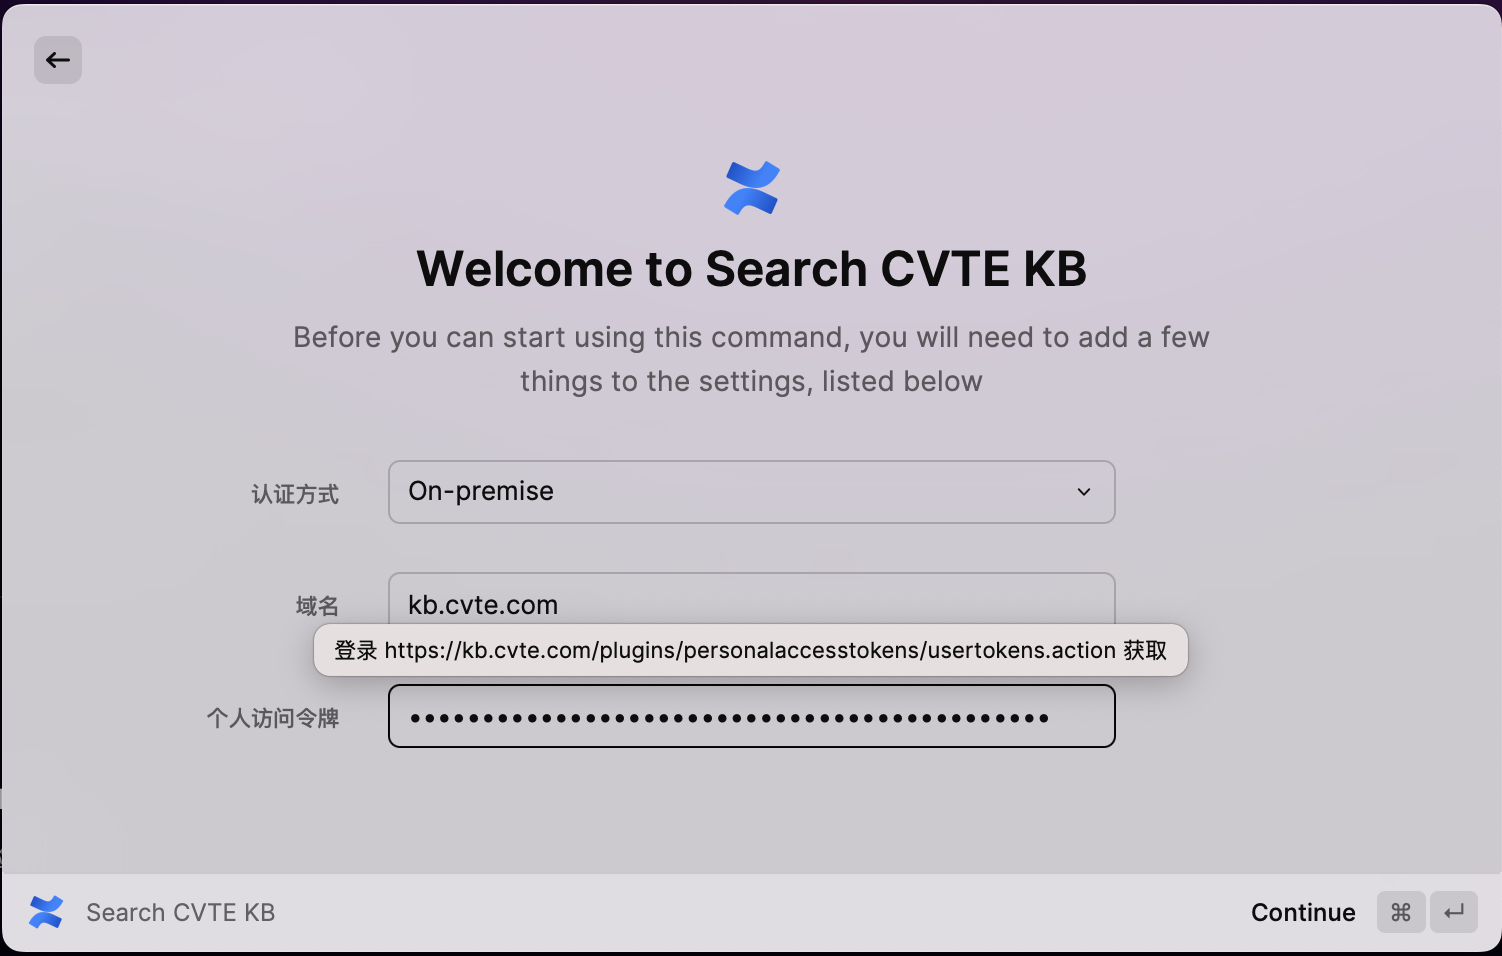 Welcome to Search CVTE KB
Before you can start using this command, you will need to add a few
things to the settings, listed below
认证方式
On-premise
域名
kb.cvte.com
登录 https://kb.cvte.com/plugins/personalaccesstokens/usertokens.action 获取
个人访问令牌
Search CVTE KB
Continue ⌘ ↵